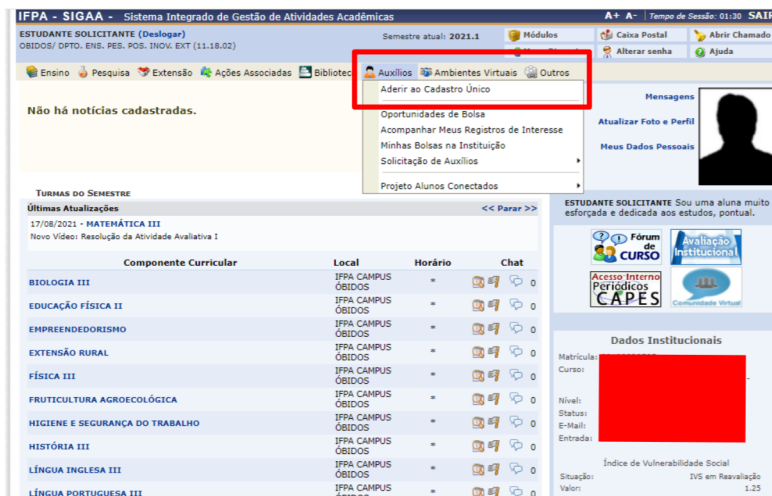 IFPA - SIGAA - Sistema Integrado de Gestão de Atividades Acadêmicas
A+ A- | Tempo de Sessão: 01:30 SAIR
ESTUDANTE SOLICITANTE (Deslogar)
Semestre atual: 2021.1
Módulos
Caixa Postal
Abrir Chamado
OBIDOS/ DPTO. ENS. PES. POS. INOV. EXT (11.18.02)
Alterar senha
Ajuda
Ensino Pesquisa Extensão Ações Associadas Bibliotec Auxílios Ambientes Virtuais Outros
Aderir ao Cadastro Único
Oportunidades de Bolsa
Acompanhar Meus Registros de Interesse
Minhas Bolsas na Instituição
Solicitação de Auxílios
Projeto Alunos Conectados
Não há notícias cadastradas.
Mensagens
Atualizar Foto e Perfil
Meus Dados Pessoais
TURMAS DO SEMESTRE
Últimas Atualizações
<< Parar >>
17/08/2021 - MATEMÁTICA III
Novo Vídeo: Resolução da Atividade Avaliativa I
Componente Curricular Local Horário Chat
BIOLOGIA III IFPA CAMPUS ÓBIDOS * 0
EDUCAÇÃO FÍSICA II IFPA CAMPUS ÓBIDOS * 0
EMPREENDEDORISMO IFPA CAMPUS ÓBIDOS * 0
EXTENSÃO RURAL IFPA CAMPUS ÓBIDOS * 0
FÍSICA III IFPA CAMPUS ÓBIDOS * 0
FRUTICULTURA AGROECOLÓGICA IFPA CAMPUS ÓBIDOS * 0
HIGIENE E SEGURANÇA DO TRABALHO IFPA CAMPUS ÓBIDOS * 0
HISTÓRIA III IFPA CAMPUS ÓBIDOS * 0
LÍNGUA INGLESA III IFPA CAMPUS ÓBIDOS * 0
LÍNGUA PORTUGUESA III IFPA CAMPUS * 0
ESTUDANTE SOLICITANTE Sou uma aluna muito
esforçada e dedicada aos estudos, pontual.
Fórum de CURSO
Avaliação Institucional
Acesso Interno Periódicos CAPES
Comunidade Virtual
Dados Institucionais
Matrícula:
Curso:
Nível:
Status:
E-Mail:
Entrada:
Índice de Vulnerabilidade Social
Situação: IVS em Reavaliação
Valor: 1.25